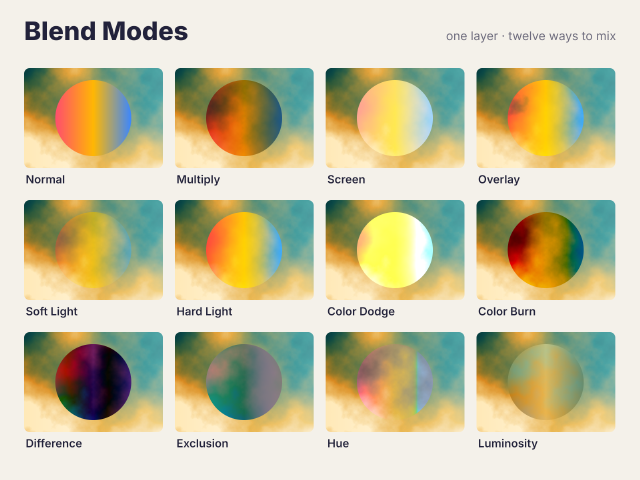 Blend Modes
one layer · twelve ways to mix
Normal
Multiply
Screen
Overlay
Soft Light
Hard Light
Color Dodge
Color Burn
Difference
Exclusion
Hue
Luminosity